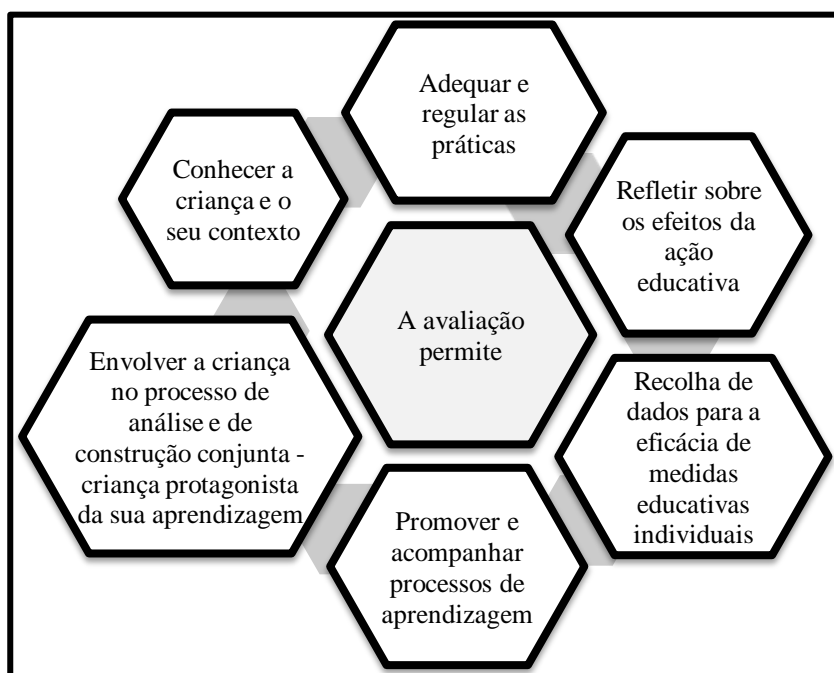 Adequar e
regular as
práticas
Refletir sobre
os efeitos da
ação
educativa
Recolha de
dados para a
eficácia de
medidas
educativas
individuais
Promover e
acompanhar
processos de
aprendizagem
Envolver a criança
no processo de
análise e de
construção conjunta -
criança protagonista
da sua aprendizagem
Conhecer a
criança e o
seu contexto
A avaliação
permite